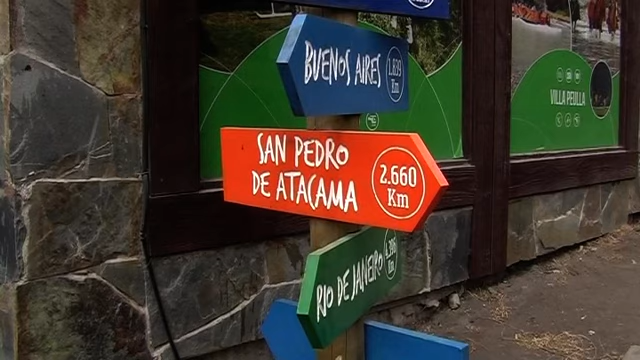 BUENOS AIRES
1.839
Km
SAN PEDRO
DE ATACAMA
2.660
Km
RIO DE JANEIRO
VILLA PEULLA